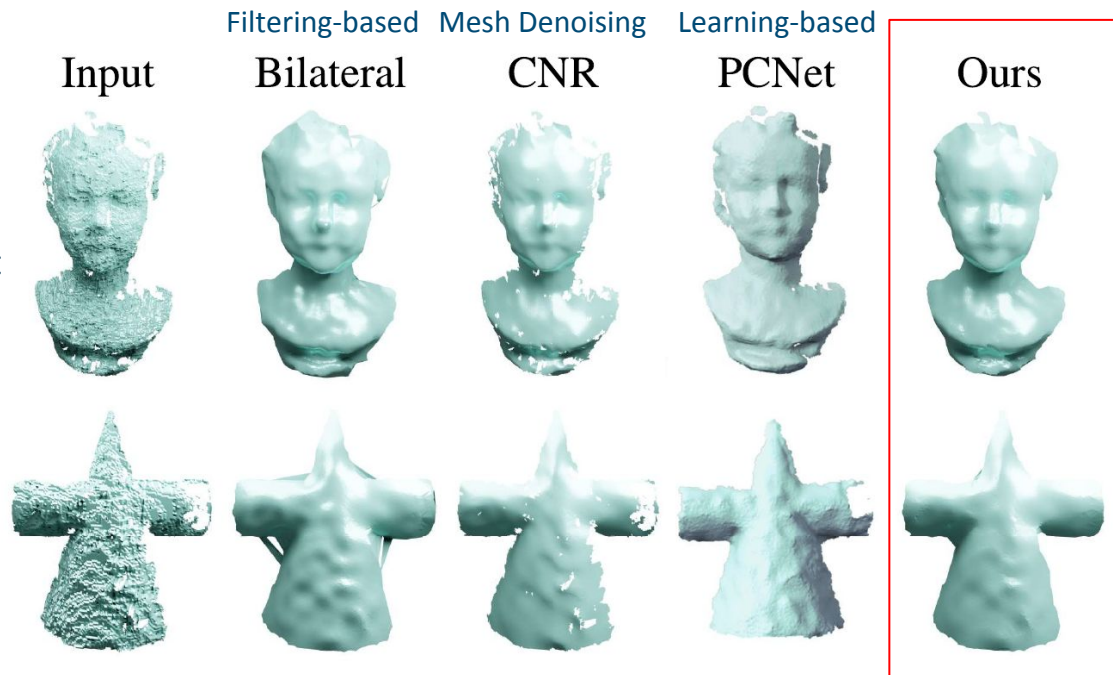 Filtering-based Mesh Denoising Learning-based
Input Bilateral CNR PCNet Ours